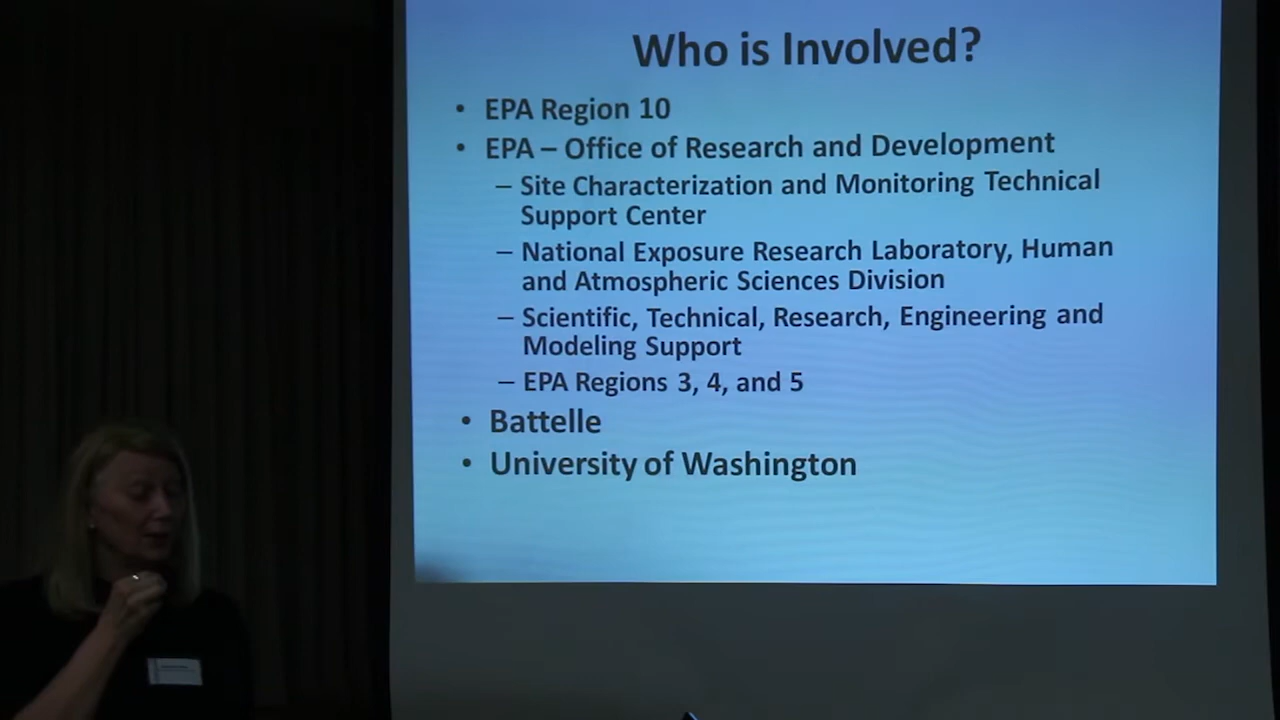 Who is Involved?
• EPA Region 10
• EPA – Office of Research and Development
– Site Characterization and Monitoring Technical
Support Center
– National Exposure Research Laboratory, Human
and Atmospheric Sciences Division
– Scientific, Technical, Research, Engineering and
Modeling Support
– EPA Regions 3, 4, and 5
• Battelle
• University of Washington